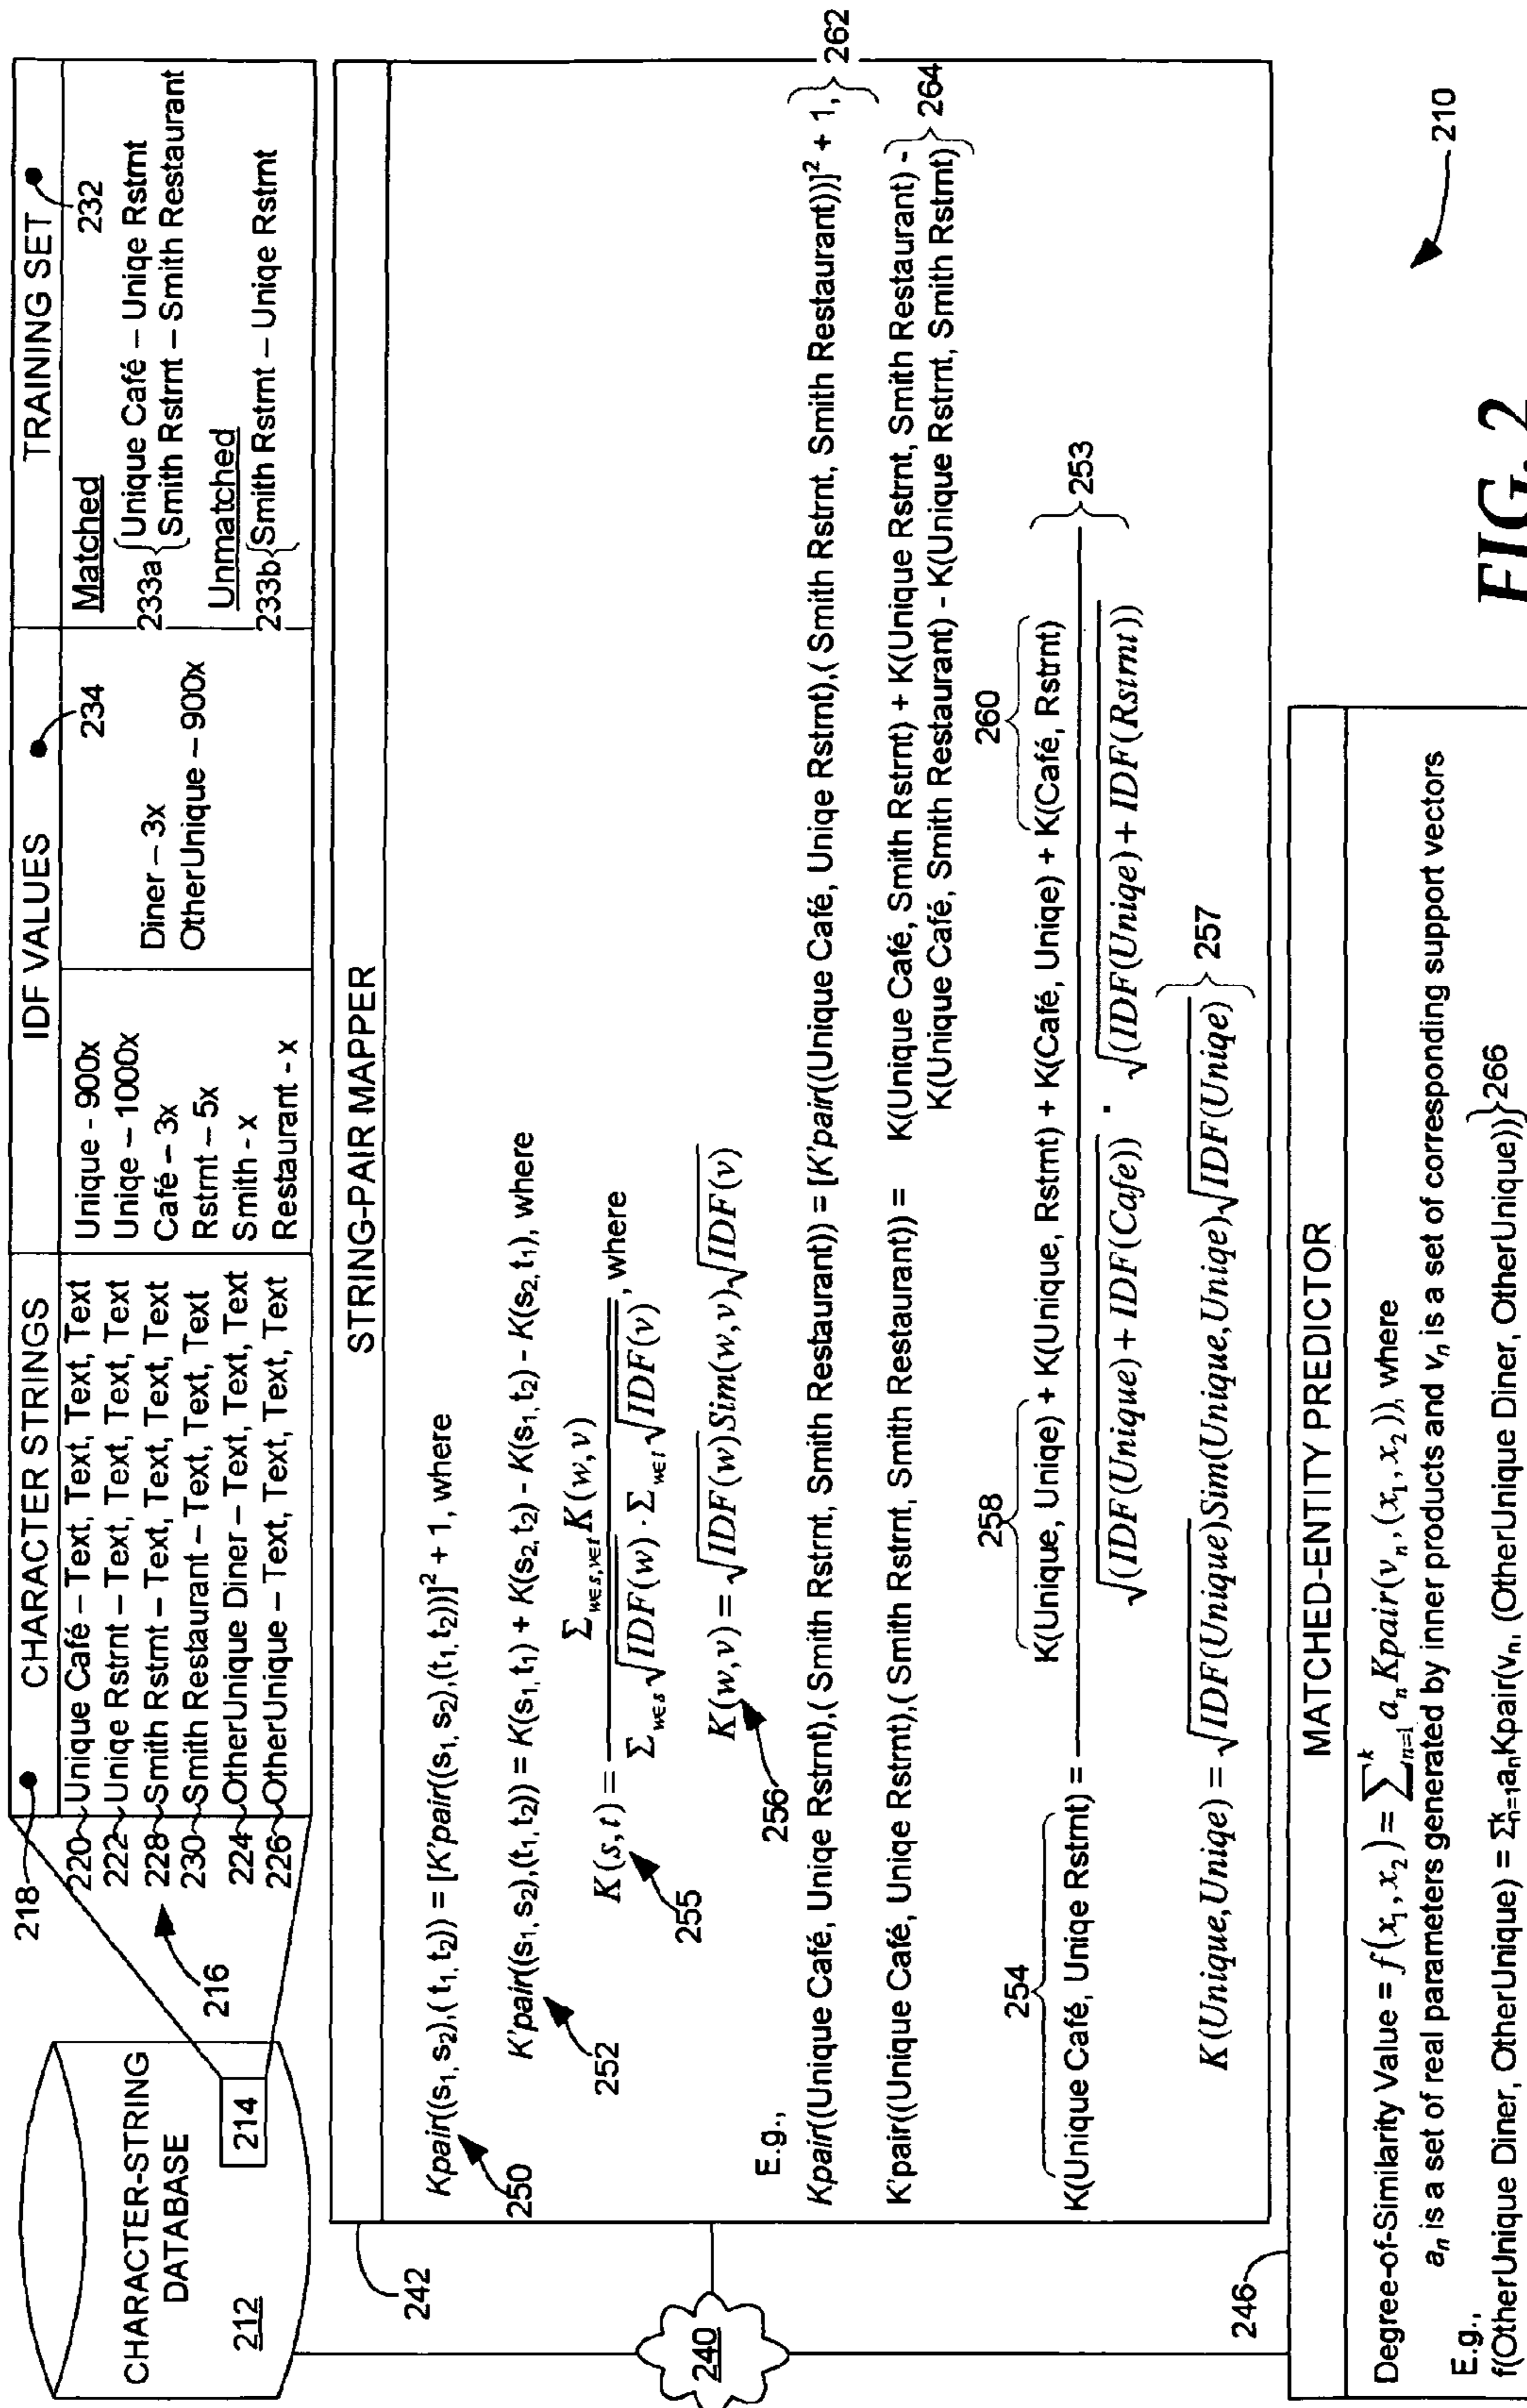 CHARACTER-STRING
DATABASE
212
214
216
218
CHARACTER STRINGS
220 Unique Café – Text, Text, Text, Text
222 Uniqe Rstrnt – Text, Text, Text, Text
228 Smith Rstrnt – Text, Text, Text, Text
230 Smith Restaurant – Text, Text, Text
224 OtherUnique Diner – Text, Text, Text
226 OtherUnique – Text, Text, Text, Text
IDF VALUES
234
Unique - 900x
Uniqe – 1000x
Café – 3x
Rstrnt – 5x
Smith - x
Restaurant - x
Diner – 3x
OtherUnique – 900x
TRAINING SET
232
Matched
233a {Unique Café – Uniqe Rstrnt
Smith Rstrnt – Smith Restaurant
Unmatched
233b {Smith Rstrnt – Uniqe Rstrnt
240
242
STRING-PAIR MAPPER
Kpair((s₁, s₂),( t₁, t₂)) = [K'pair((s₁, s₂),(t₁, t₂))]² + 1, where
250
K'pair((s₁, s₂),(t₁, t₂)) = K(s₁, t₁) + K(s₂, t₂) - K(s₁, t₂) - K(s₂, t₁), where
252
K(s,t) = Σ_{w∈s,v∈t} K(w,v) / Σ_{w∈s} √IDF(w) · Σ_{w∈t} √IDF(v), where
255
K(w,v) = √IDF(w) Sim(w,v) √IDF(v)
256
E.g.,
Kpair((Unique Café, Uniqe Rstrnt),( Smith Rstrnt, Smith Restaurant)) = [K'pair((Unique Café, Uniqe Rstrnt),( Smith Rstrnt, Smith Restaurant))]² + 1, }262
K'pair((Unique Café, Uniqe Rstrnt),( Smith Rstrnt, Smith Restaurant)) = K(Unique Café, Smith Rstrnt) + K(Unique Rstrnt, Smith Restaurant) -
K(Unique Café, Smith Restaurant) - K(Unique Rstrnt, Smith Rstrnt) }264
254
258
260
K(Unique Café, Uniqe Rstrnt) = K(Unique, Uniqe) + K(Unique, Rstrnt) + K(Café, Uniqe) + K(Café, Rstrnt)
√(IDF(Unique) + IDF(Cafe)) · √(IDF(Uniqe) + IDF(Rstrnt)) }253
K(Unique,Uniqe) = √IDF(Unique) Sim(Unique,Uniqe) √IDF(Uniqe) }257
246
MATCHED-ENTITY PREDICTOR
Degree-of-Similarity Value = f(x₁, x₂) = Σᵏₙ₌₁ aₙ Kpair(vₙ,(x₁, x₂)), where
aₙ is a set of real parameters generated by inner products and vₙ is a set of corresponding support vectors
E.g.,
f(OtherUnique Diner, OtherUnique) = Σᵏₙ₌₁aₙKpair(vₙ, (OtherUnique Diner, OtherUnique))}266
210
FIG. 2